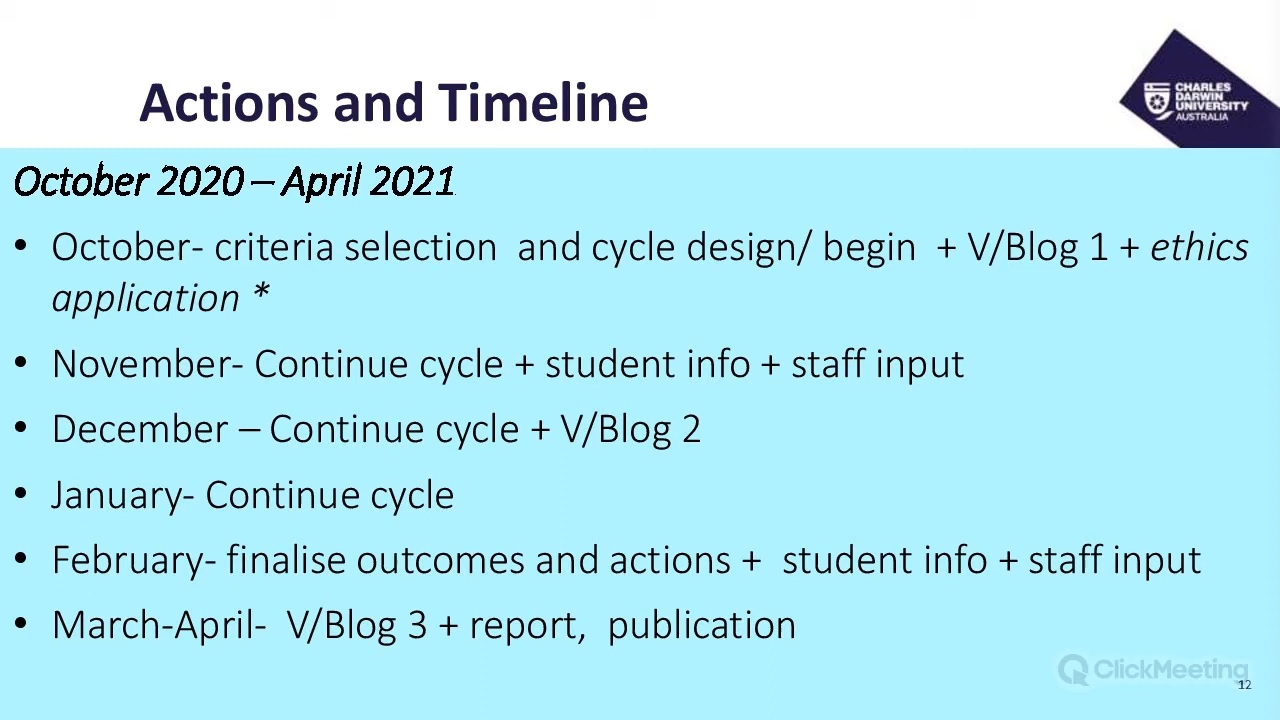 Actions and Timeline
CHARLES
DARWIN
UNIVERSITY
AUSTRALIA
October 2020 – April 2021
• October- criteria selection  and cycle design/ begin  + V/Blog 1 + ethics
application *
• November- Continue cycle + student info + staff input
• December – Continue cycle + V/Blog 2
• January- Continue cycle
• February- finalise outcomes and actions +  student info + staff input
• March-April-  V/Blog 3 + report,  publication
ClickMeeting
12